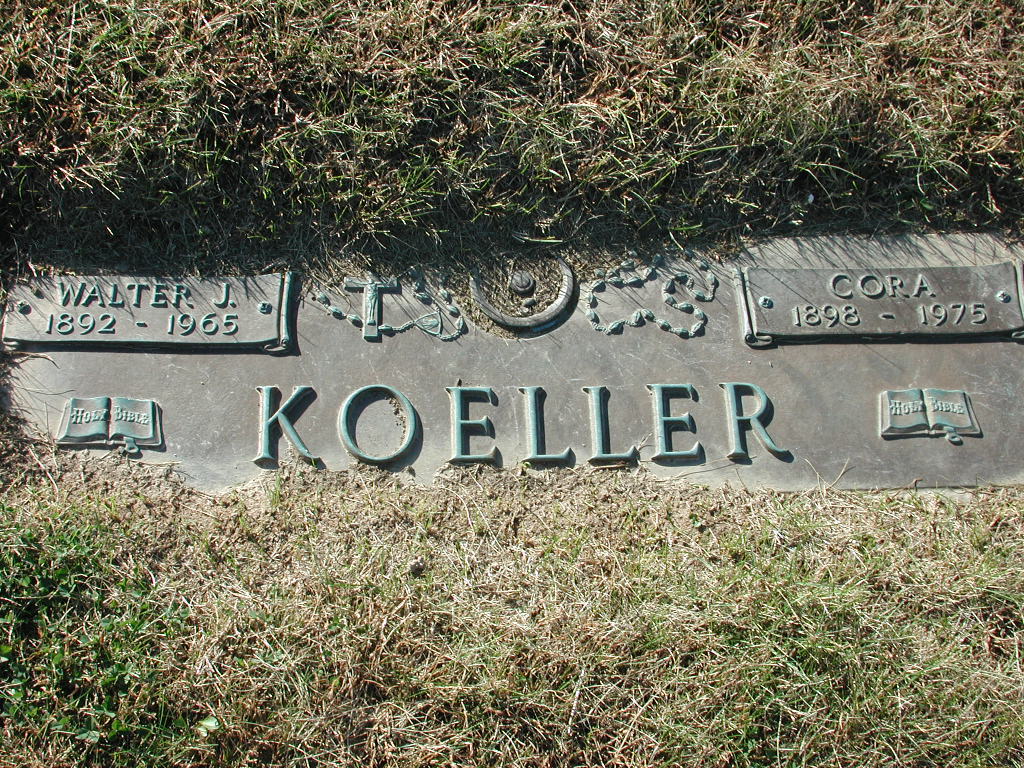 WALTER J.
1892 - 1965
CORA
1898 - 1975
HOLY BIBLE
KOELLER
HOLY BIBLE